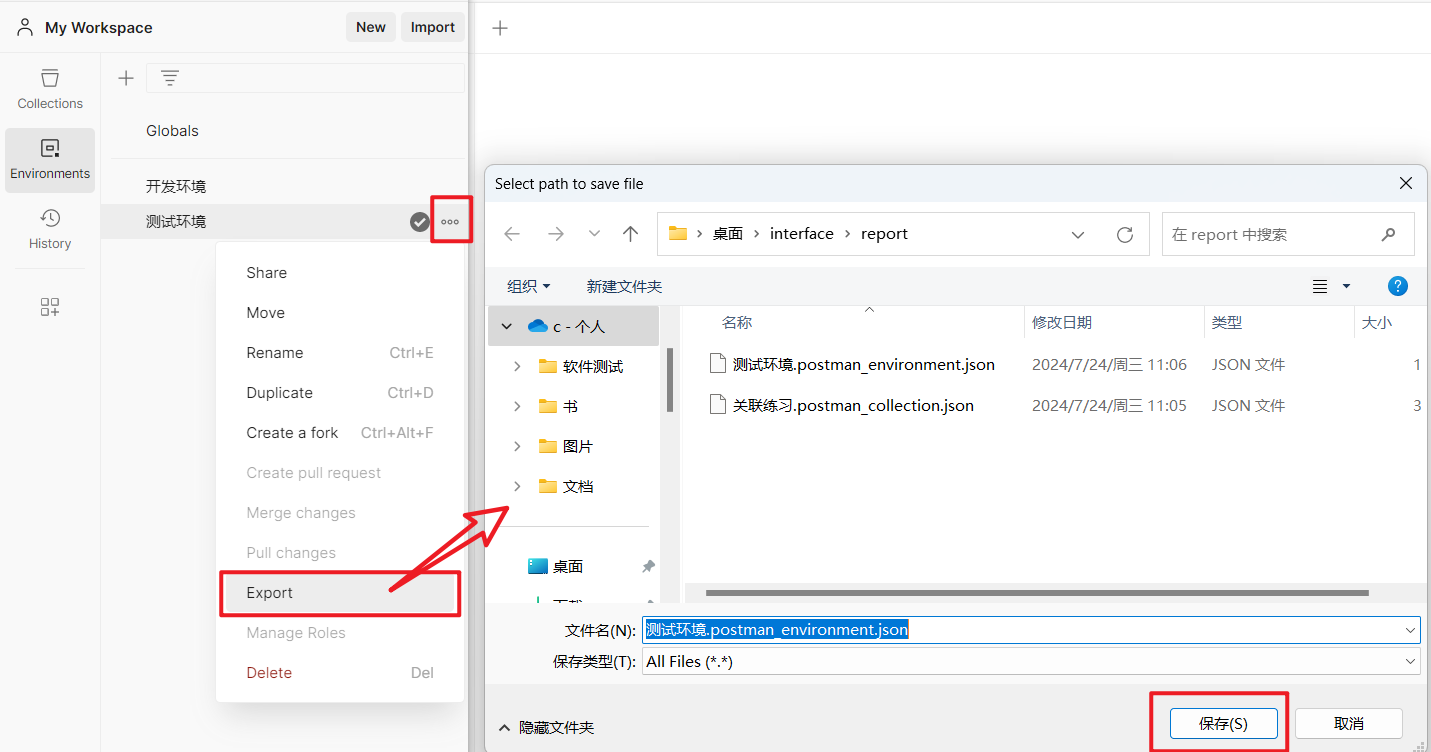 My Workspace
New
Import
Collections
Environments
History
Globals
开发环境
测试环境
Share
Move
Rename Ctrl+E
Duplicate Ctrl+D
Create a fork Ctrl+Alt+F
Create pull request
Merge changes
Pull changes
Export
Manage Roles
Delete Del
Select path to save file
桌面 › interface › report
在 report 中搜索
组织
新建文件夹
?
c - 个人
软件测试
书
图片
文档
桌面
名称 修改日期 类型 大小
测试环境.postman_environment.json 2024/7/24/周三 11:06 JSON 文件 1
关联练习.postman_collection.json 2024/7/24/周三 11:05 JSON 文件 3
文件名(N): 测试环境.postman_environment.json
保存类型(T): All Files (*.*)
隐藏文件夹
保存(S)
取消